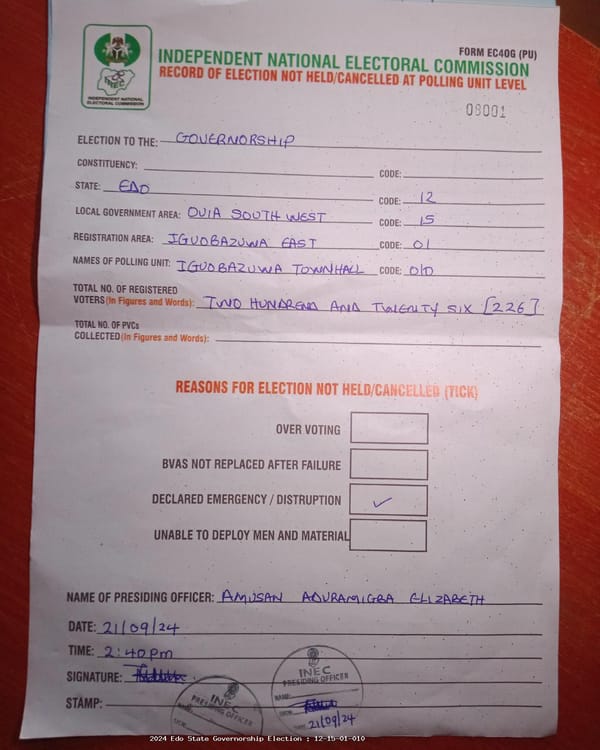 FORM EC40G (PU)
INDEPENDENT NATIONAL ELECTORAL COMMISSION
RECORD OF ELECTION NOT HELD/CANCELLED AT POLLING UNIT LEVEL
INEC
INDEPENDENT NATIONAL
ELECTORAL COMMISSION
08001
ELECTION TO THE: GOVERNORSHIP
CONSTITUENCY: CODE:
STATE: EDO CODE: 12
LOCAL GOVERNMENT AREA: OVIA SOUTH WEST CODE: 15
REGISTRATION AREA: IGUOBAZUWA EAST CODE: 01
NAMES OF POLLING UNIT: IGUOBAZUWA TOWNHALL CODE: 010
TOTAL NO. OF REGISTERED
VOTERS (In Figures and Words): TWO HUNDREND AND TWENTY SIX [226]
TOTAL NO. OF PVCs
COLLECTED (In Figures and Words):
REASONS FOR ELECTION NOT HELD/CANCELLED (TICK)
OVER VOTING
BVAS NOT REPLACED AFTER FAILURE
DECLARED EMERGENCY / DISTRUPTION ✓
UNABLE TO DEPLOY MEN AND MATERIAL
NAME OF PRESIDING OFFICER: AMUSAN ADURAMIGBA ELIZABETH
DATE: 21/09/24
TIME: 2:40pm
SIGNATURE:
STAMP:
INEC
PRESIDING OFFICER
INEC
PRESIDING OFFICER
NAME:
SIGN:
21/09/24
2024 Edo State Governorship Election : 12-15-01-010